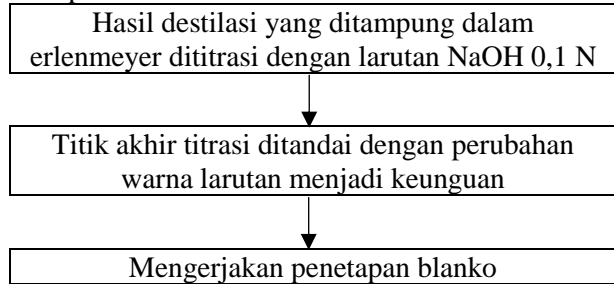 Hasil destilasi yang ditampung dalam
erlenmeyer dititrasi dengan larutan NaOH 0,1 N
Titik akhir titrasi ditandai dengan perubahan
warna larutan menjadi keunguan
Mengerjakan penetapan blanko